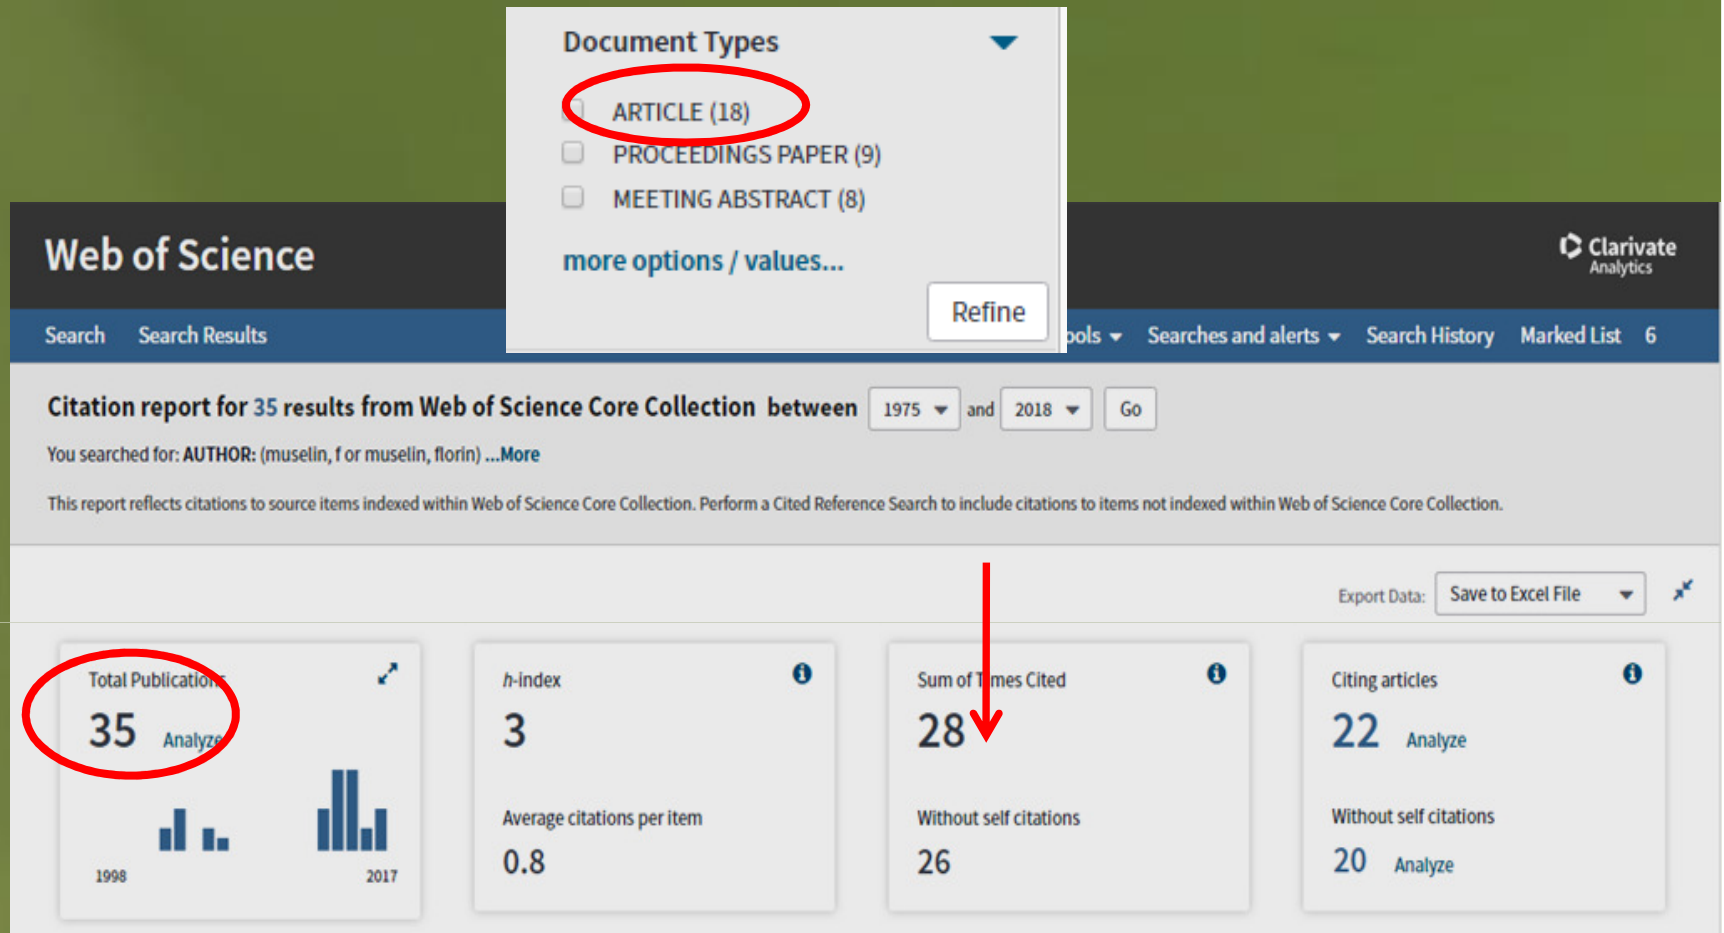 Document Types
ARTICLE (18)
PROCEEDINGS PAPER (9)
MEETING ABSTRACT (8)
more options / values...
Refine
Web of Science
Clarivate
Analytics
Search Search Results ools Searches and alerts Search History Marked List 6
Citation report for 35 results from Web of Science Core Collection between 1975 and 2018 Go
You searched for: AUTHOR: (muselin, f or muselin, florin) ...More
This report reflects citations to source items indexed within Web of Science Core Collection. Perform a Cited Reference Search to include citations to items not indexed within Web of Science Core Collection.
Export Data: Save to Excel File
Total Publications
35 Analyze
1998 2017
h-index
3
Average citations per item
0.8
Sum of Times Cited
28
Without self citations
26
Citing articles
22 Analyze
Without self citations
20 Analyze